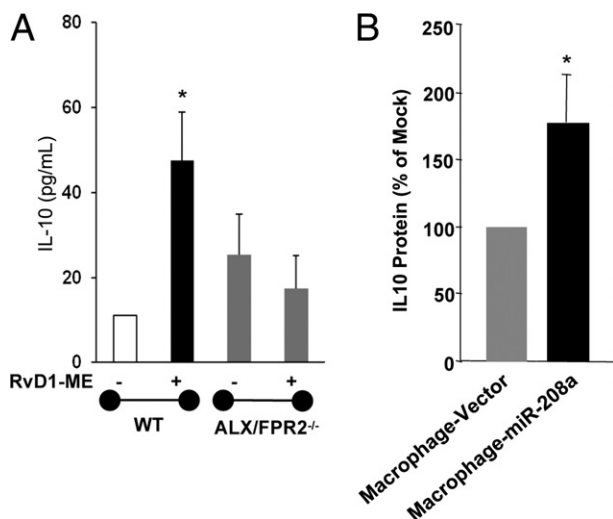 A
80
60
40
20
0
IL-10 (pg/mL)
*
RvD1-ME - + - +
WT ALX/FPR2-/-
B
250
200
150
100
50
0
IL10 Protein (% of Mock)
*
Macrophage-Vector
Macrophage-miR-208a